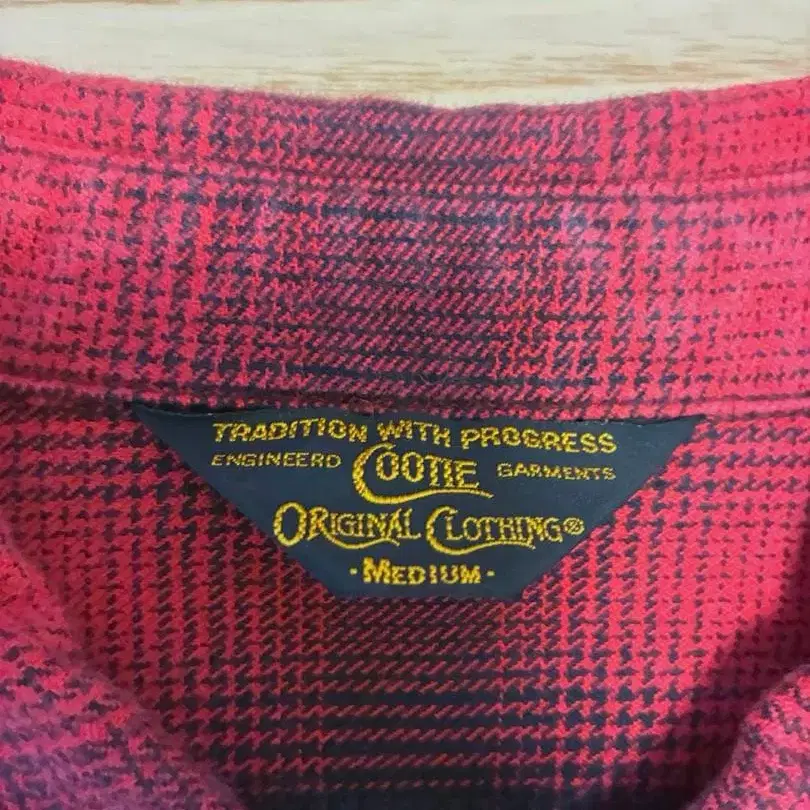 TRADITION WITH PROGRESS
ENGINEERD COOTIE GARMENTS
ORIGINAL CLOTHING®
· MEDIUM ·